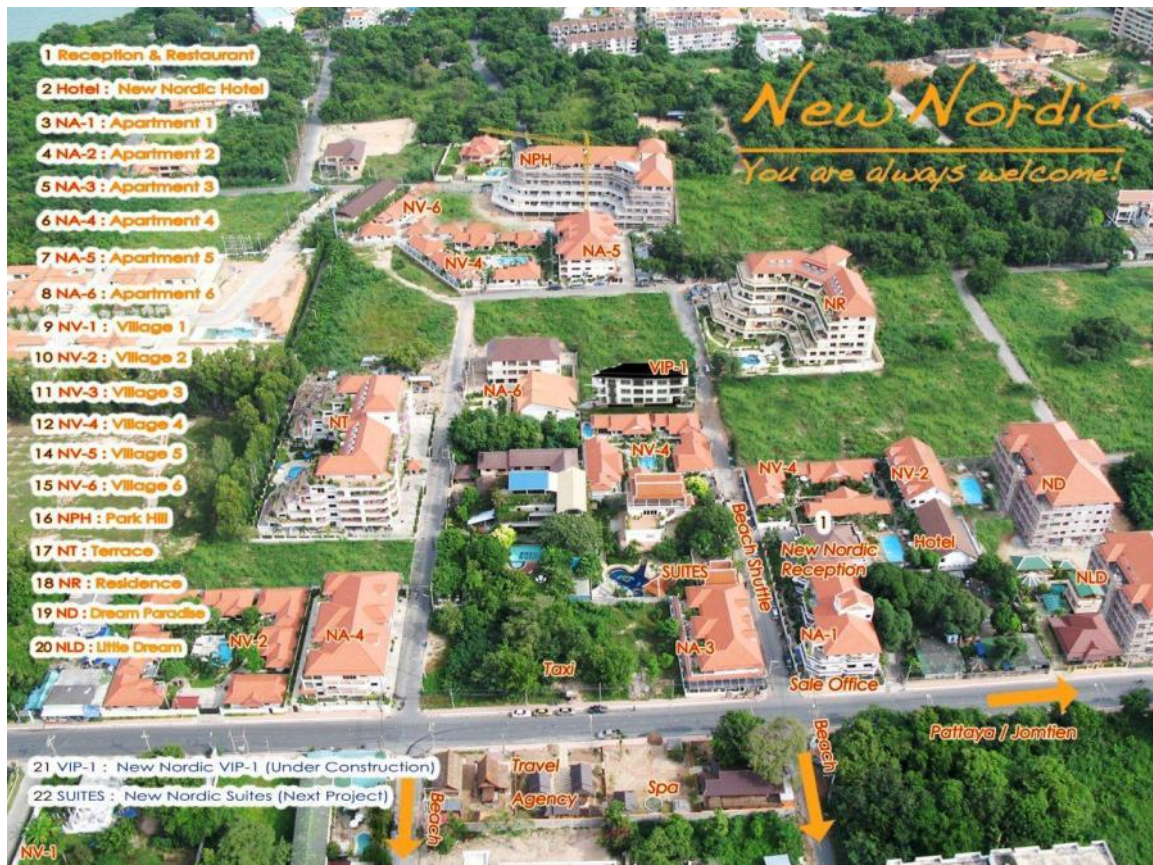 1 Reception & Restaurant
2 Hotel : New Nordic Hotel
3 NA-1 : Apartment 1
4 NA-2 : Apartment 2
5 NA-3 : Apartment 3
6 NA-4 : Apartment 4
7 NA-5 : Apartment 5
8 NA-6 : Apartment 6
9 NV-1 : Village 1
10 NV-2 : Village 2
11 NV-3 : Village 3
12 NV-4 : Village 4
14 NV-5 : Village 5
15 NV-6 : Village 6
16 NPH : Park Hill
17 NT : Terrace
18 NR : Residence
19 ND : Dream Paradise
20 NLD : Little Dream
21 VIP-1 : New Nordic VIP-1 (Under Construction)
22 SUITES : New Nordic Suites (Next Project)
New Nordic
You are always welcome!
NPH
NV-6
NV-4
NA-5
NR
VIP-1
NA-6
NT
NV-4
NV-4
NV-2
ND
Beach Shuttle
1
New Nordic
Reception
Hotel
SUITES
NLD
NV-2
NA-4
NA-3
NA-1
Taxi
Sale Office
Pattaya / Jomtien
Beach
Travel
Agency
Spa
Beach
NV-1